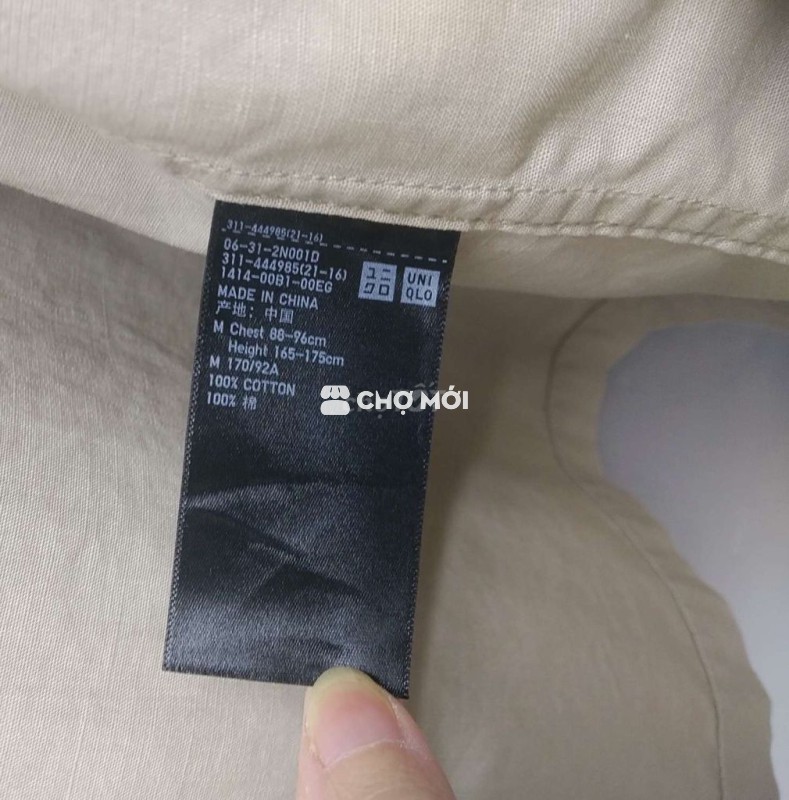 311-444985(21-16)
06-31-2N001D
311-444985(21-16)
1414-00B1-00EG
ユニ
クロ
UNI
QLO
MADE IN CHINA
产地：中国
M Chest 88-96cm
Height 165-175cm
M 170/92A
100% COTTON
100% 棉
CHỢ MỚI